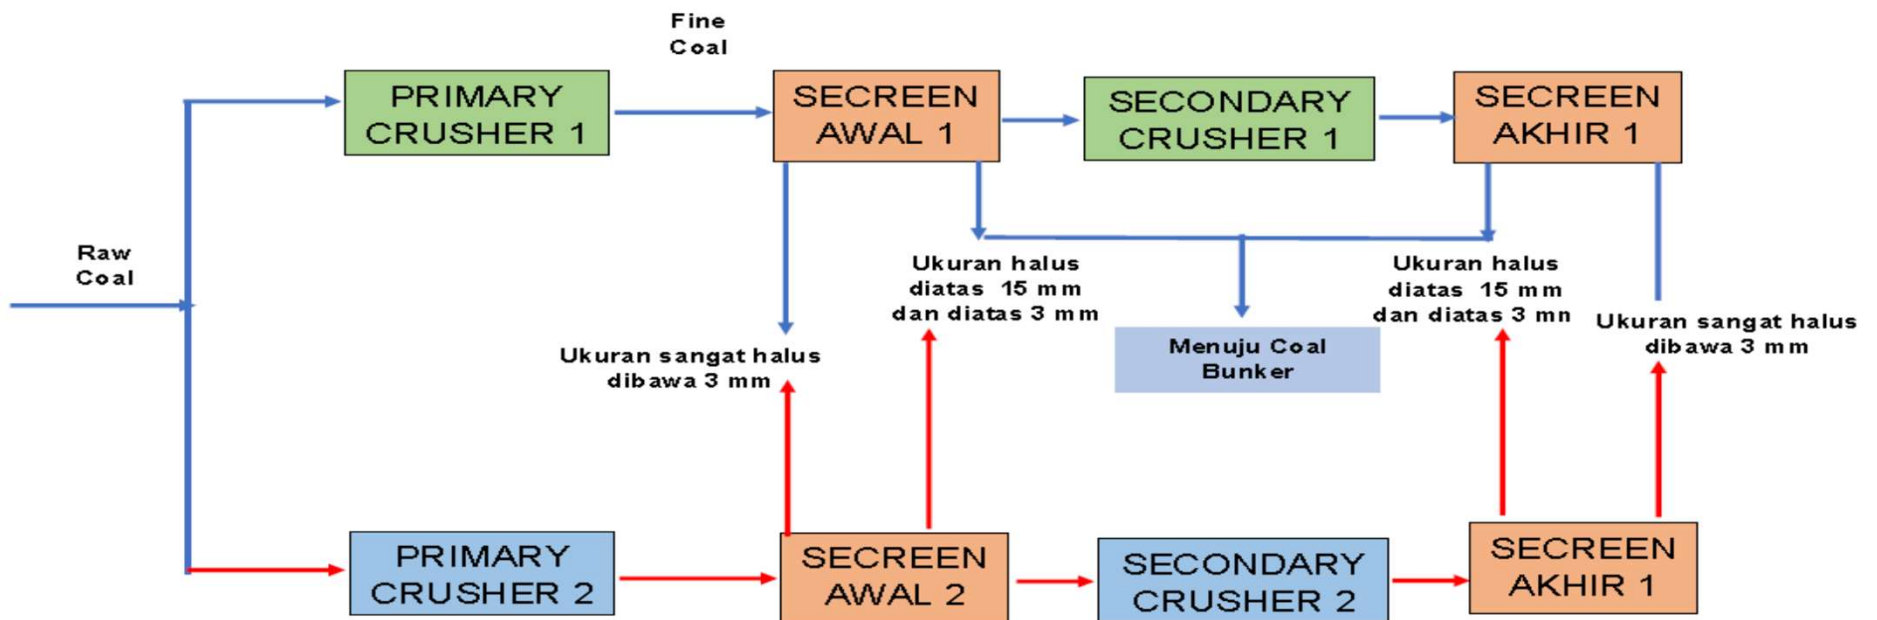 Fine
Coal
PRIMARY
CRUSHER 1
SECREEN
AWAL 1
SECONDARY
CRUSHER 1
SECREEN
AKHIR 1
Raw
Coal
Ukuran halus
diatas 15 mm
dan diatas 3 mm
Ukuran halus
diatas 15 mm
dan diatas 3 mn
Ukuran sangat halus
dibawa 3 mm
Menuju Coal
Bunker
Ukuran sangat halus
dibawa 3 mm
PRIMARY
CRUSHER 2
SECREEN
AWAL 2
SECONDARY
CRUSHER 2
SECREEN
AKHIR 1